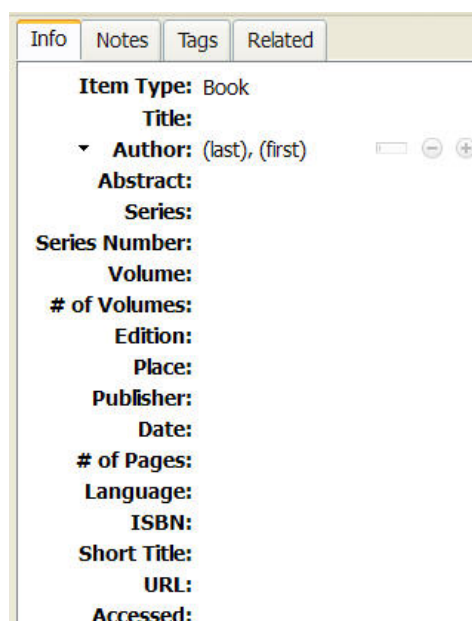 Info Notes Tags Related
Item Type: Book
Title:
Author: (last), (first)
Abstract:
Series:
Series Number:
Volume:
# of Volumes:
Edition:
Place:
Publisher:
Date:
# of Pages:
Language:
ISBN:
Short Title:
URL:
Accessed: